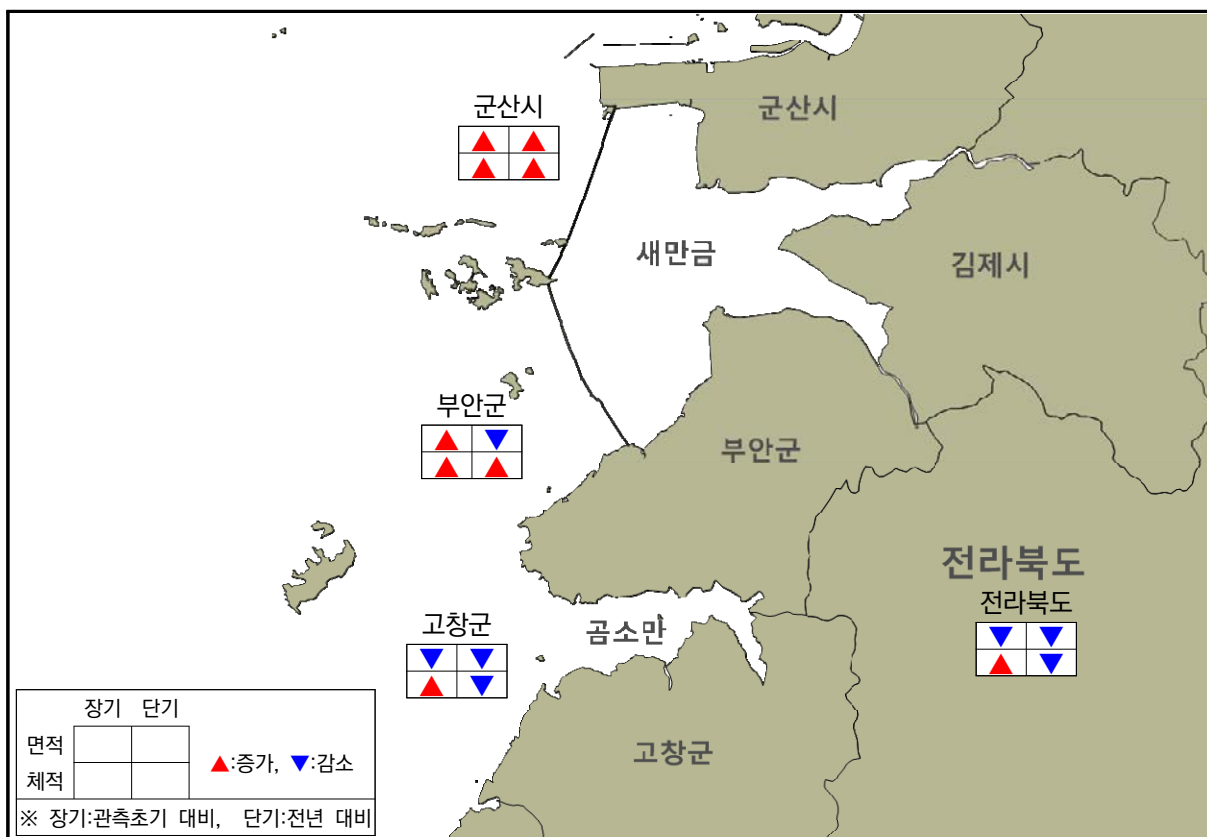 군산시
▲ ▲
▲ ▲
군산시
새만금
김제시
부안군
▲ ▼
▲ ▲
부안군
전라북도
전라북도
▼ ▼
▲ ▼
고창군
▼ ▼
▲ ▼
곰소만
고창군
장기 단기
면적
체적
▲:증가, ▼:감소
※ 장기:관측초기 대비, 단기:전년 대비